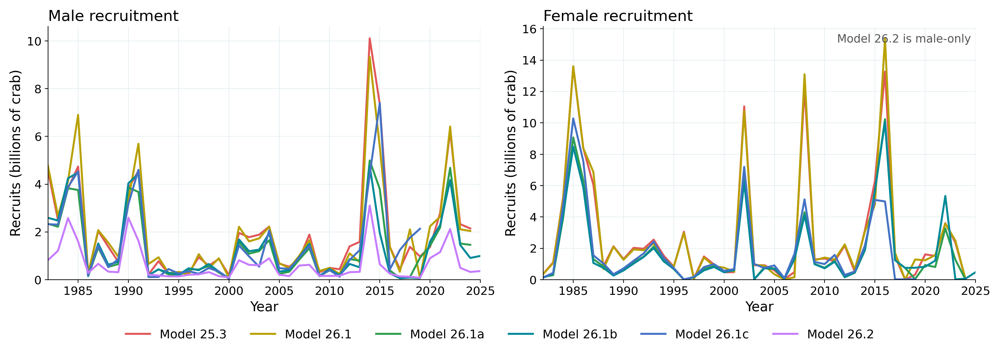 Male recruitment
Recruits (billions of crab)
10
8
6
4
2
0
1985 1990 1995 2000 2005 2010 2015 2020 2025
Year
Female recruitment
Model 26.2 is male-only
Recruits (billions of crab)
16
14
12
10
8
6
4
2
0
1985 1990 1995 2000 2005 2010 2015 2020 2025
Year
Model 25.3 Model 26.1 Model 26.1a Model 26.1b Model 26.1c Model 26.2